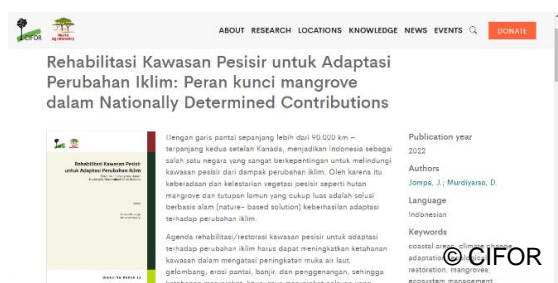 CIFOR
World Agroforestry
ABOUT RESEARCH LOCATIONS KNOWLEDGE NEWS EVENTS DONATE
Rehabilitasi Kawasan Pesisir untuk Adaptasi
Perubahan Iklim: Peran kunci mangrove
dalam Nationally Determined Contributions
Rehabilitasi Kawasan Pesisir
untuk Adaptasi Perubahan Iklim
Dengan garis pantai sepanjang lebih dari 90.000 km –
terpanjang kedua setelah Kanada, menjadikan Indonesia sebagai
salah satu negara yang sangat berkepentingan untuk melindungi
kawasan pesisir dari dampak perubahan iklim. Oleh karena itu
keberadaan dan kelestarian vegetasi pesisir seperti hutan
mangrove dan tutupan lamun yang cukup luas adalah solusi
berbasis alam (nature- based solution) keberhasilan adaptasi
terhadap perubahan iklim.
Agenda rehabilitasi/restorasi kawasan pesisir untuk adaptasi
terhadap perubahan iklim harus dapat meningkatkan ketahanan
kawasan dalam mengatasi peningkatan muka air laut,
gelombang, erosi pantai, banjir, dan penggenangan, sehingga
Publication year
2022
Authors
Jompa, J.; Murdiyarso, D.
Language
Indonesian
Keywords
coastal areas, climate change,
adaptation, ecological
restoration, mangroves,
ecosystem management
© CIFOR